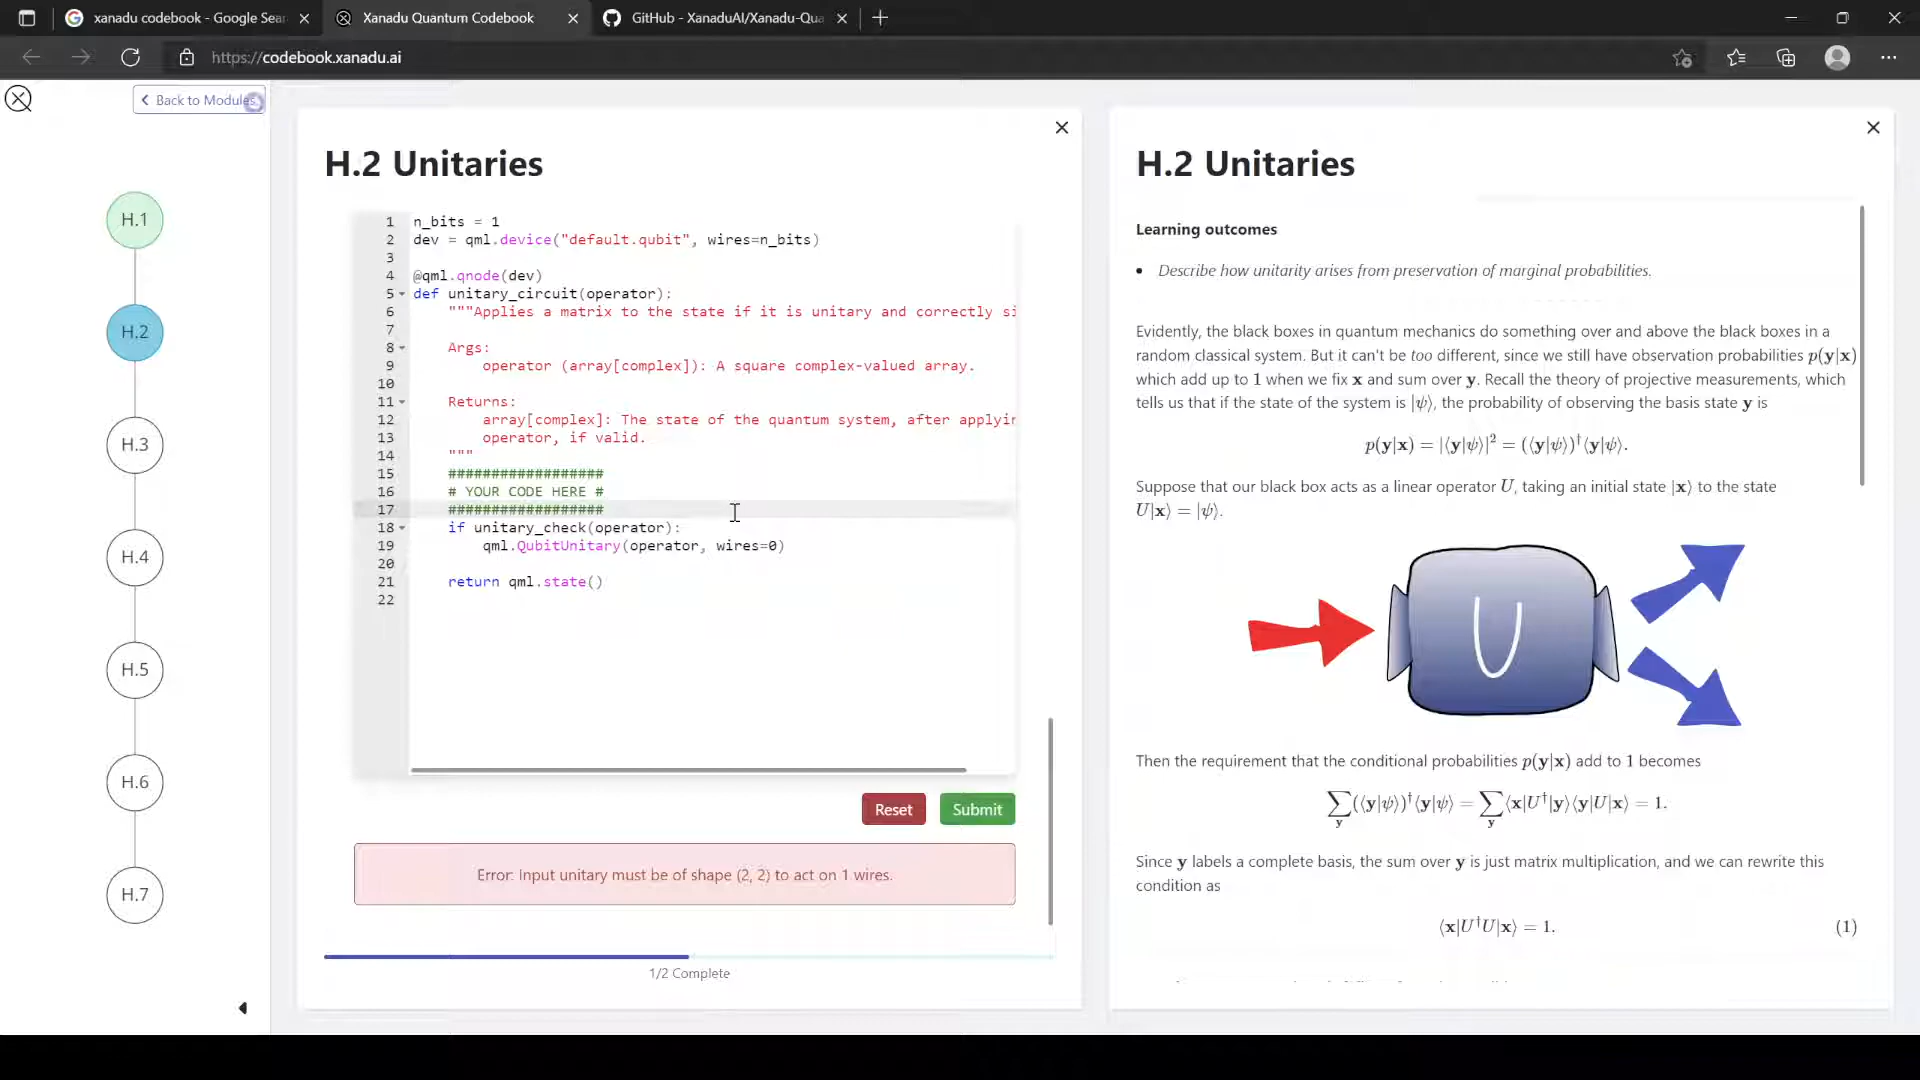 xanadu codebook - Google Sear
Xanadu Quantum Codebook
GitHub - XanaduAI/Xanadu-Qua
https://codebook.xanadu.ai
Back to Modules
H.1
H.2
H.3
H.4
H.5
H.6
H.7
H.2 Unitaries
1 n_bits = 1
2 dev = qml.device("default.qubit", wires=n_bits)
3
4 @qml.qnode(dev)
5 def unitary_circuit(operator):
6 """Applies a matrix to the state if it is unitary and correctly si
7
8 Args:
9 operator (array[complex]): A square complex-valued array.
10
11 Returns:
12 array[complex]: The state of the quantum system, after applyin
13 operator, if valid.
14 """
15 ##################
16 # YOUR CODE HERE #
17 ##################
18 if unitary_check(operator):
19 qml.QubitUnitary(operator, wires=0)
20
21 return qml.state()
22
Reset
Submit
Error: Input unitary must be of shape (2, 2) to act on 1 wires.
1/2 Complete
H.2 Unitaries
Learning outcomes
• Describe how unitarity arises from preservation of marginal probabilities.
Evidently, the black boxes in quantum mechanics do something over and above the black boxes in a
random classical system. But it can't be too different, since we still have observation probabilities p(y|x)
which add up to 1 when we fix x and sum over y. Recall the theory of projective measurements, which
tells us that if the state of the system is |ψ⟩, the probability of observing the basis state y is
p(y|x) = |⟨y|ψ⟩|² = (⟨y|ψ⟩)†⟨y|ψ⟩.
Suppose that our black box acts as a linear operator U, taking an initial state |x⟩ to the state
U|x⟩ = |ψ⟩.
U
Then the requirement that the conditional probabilities p(y|x) add to 1 becomes
∑y(⟨y|ψ⟩)†⟨y|ψ⟩ = ∑y⟨x|U†|y⟩⟨y|U|x⟩ = 1.
Since y labels a complete basis, the sum over y is just matrix multiplication, and we can rewrite this
condition as
⟨x|U†U|x⟩ = 1. (1)